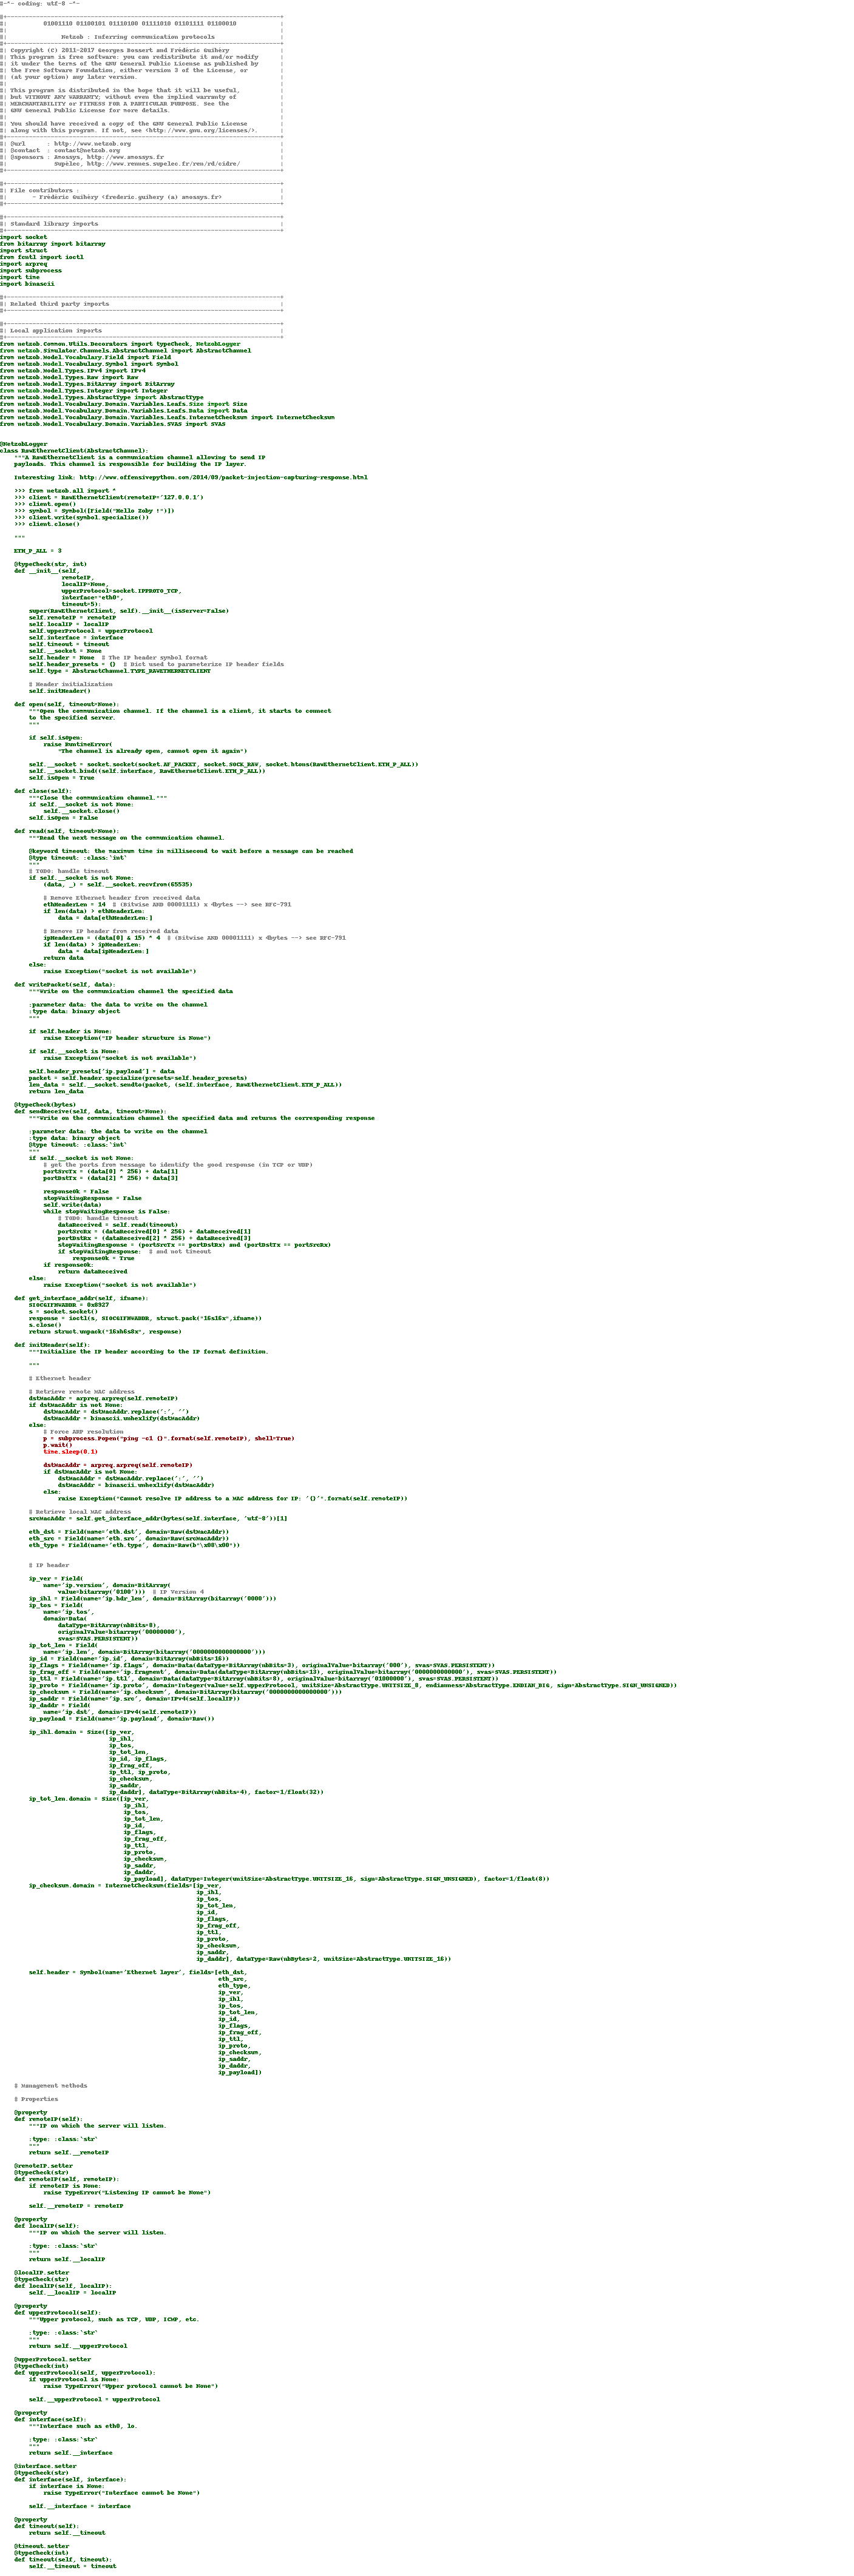 #-*- coding: utf-8 -*-

#+---------------------------------------------------------------------------+
#|          01001110 01100101 01110100 01111010 01101111 01100010            |
#|                                                                           |
#|               Netzob : Inferring communication protocols                  |
#+---------------------------------------------------------------------------+
#| Copyright (C) 2011-2017 Georges Bossert and Frédéric Guihéry              |
#| This program is free software: you can redistribute it and/or modify      |
#| it under the terms of the GNU General Public License as published by      |
#| the Free Software Foundation, either version 3 of the License, or         |
#| (at your option) any later version.                                       |
#|                                                                           |
#| This program is distributed in the hope that it will be useful,           |
#| but WITHOUT ANY WARRANTY; without even the implied warranty of            |
#| MERCHANTABILITY or FITNESS FOR A PARTICULAR PURPOSE. See the              |
#| GNU General Public License for more details.                              |
#|                                                                           |
#| You should have received a copy of the GNU General Public License         |
#| along with this program. If not, see <http://www.gnu.org/licenses/>.      |
#+---------------------------------------------------------------------------+
#| @url      : http://www.netzob.org                                         |
#| @contact  : contact@netzob.org                                            |
#| @sponsors : Amossys, http://www.amossys.fr                                |
#|             Supélec, http://www.rennes.supelec.fr/ren/rd/cidre/           |
#+---------------------------------------------------------------------------+

#+---------------------------------------------------------------------------+
#| File contributors :                                                       |
#|       - Frédéric Guihéry <frederic.guihery (a) amossys.fr>                |
#+---------------------------------------------------------------------------+

#+---------------------------------------------------------------------------+
#| Standard library imports                                                  |
#+---------------------------------------------------------------------------+
import socket
from bitarray import bitarray
import struct
from fcntl import ioctl
import arpreq
import subprocess
import time
import binascii

#+---------------------------------------------------------------------------+
#| Related third party imports                                               |
#+---------------------------------------------------------------------------+

#+---------------------------------------------------------------------------+
#| Local application imports                                                 |
#+---------------------------------------------------------------------------+
from netzob.Common.Utils.Decorators import typeCheck, NetzobLogger
from netzob.Simulator.Channels.AbstractChannel import AbstractChannel
from netzob.Model.Vocabulary.Field import Field
from netzob.Model.Vocabulary.Symbol import Symbol
from netzob.Model.Types.IPv4 import IPv4
from netzob.Model.Types.Raw import Raw
from netzob.Model.Types.BitArray import BitArray
from netzob.Model.Types.Integer import Integer
from netzob.Model.Types.AbstractType import AbstractType
from netzob.Model.Vocabulary.Domain.Variables.Leafs.Size import Size
from netzob.Model.Vocabulary.Domain.Variables.Leafs.Data import Data
from netzob.Model.Vocabulary.Domain.Variables.Leafs.InternetChecksum import InternetChecksum
from netzob.Model.Vocabulary.Domain.Variables.SVAS import SVAS


@NetzobLogger
class RawEthernetClient(AbstractChannel):
    """A RawEthernetClient is a communication channel allowing to send IP
    payloads. This channel is responsible for building the IP layer.

    Interesting link: http://www.offensivepython.com/2014/09/packet-injection-capturing-response.html

    >>> from netzob.all import *
    >>> client = RawEthernetClient(remoteIP='127.0.0.1')
    >>> client.open()
    >>> symbol = Symbol([Field("Hello Zoby !")])
    >>> client.write(symbol.specialize())
    >>> client.close()

    """

    ETH_P_ALL = 3

    @typeCheck(str, int)
    def __init__(self,
                 remoteIP,
                 localIP=None,
                 upperProtocol=socket.IPPROTO_TCP,
                 interface="eth0",
                 timeout=5):
        super(RawEthernetClient, self).__init__(isServer=False)
        self.remoteIP = remoteIP
        self.localIP = localIP
        self.upperProtocol = upperProtocol
        self.interface = interface
        self.timeout = timeout
        self.__socket = None
        self.header = None  # The IP header symbol format
        self.header_presets = {}  # Dict used to parameterize IP header fields
        self.type = AbstractChannel.TYPE_RAWETHERNETCLIENT

        # Header initialization
        self.initHeader()

    def open(self, timeout=None):
        """Open the communication channel. If the channel is a client, it starts to connect
        to the specified server.
        """

        if self.isOpen:
            raise RuntimeError(
                "The channel is already open, cannot open it again")

        self.__socket = socket.socket(socket.AF_PACKET, socket.SOCK_RAW, socket.htons(RawEthernetClient.ETH_P_ALL))
        self.__socket.bind((self.interface, RawEthernetClient.ETH_P_ALL))
        self.isOpen = True

    def close(self):
        """Close the communication channel."""
        if self.__socket is not None:
            self.__socket.close()
        self.isOpen = False

    def read(self, timeout=None):
        """Read the next message on the communication channel.

        @keyword timeout: the maximum time in millisecond to wait before a message can be reached
        @type timeout: :class:`int`
        """
        # TODO: handle timeout
        if self.__socket is not None:
            (data, _) = self.__socket.recvfrom(65535)

            # Remove Ethernet header from received data
            ethHeaderLen = 14  # (Bitwise AND 00001111) x 4bytes --> see RFC-791
            if len(data) > ethHeaderLen:
                data = data[ethHeaderLen:]

            # Remove IP header from received data
            ipHeaderLen = (data[0] & 15) * 4  # (Bitwise AND 00001111) x 4bytes --> see RFC-791
            if len(data) > ipHeaderLen:
                data = data[ipHeaderLen:]
            return data
        else:
            raise Exception("socket is not available")

    def writePacket(self, data):
        """Write on the communication channel the specified data

        :parameter data: the data to write on the channel
        :type data: binary object
        """

        if self.header is None:
            raise Exception("IP header structure is None")

        if self.__socket is None:
            raise Exception("socket is not available")

        self.header_presets['ip.payload'] = data
        packet = self.header.specialize(presets=self.header_presets)
        len_data = self.__socket.sendto(packet, (self.interface, RawEthernetClient.ETH_P_ALL))
        return len_data

    @typeCheck(bytes)
    def sendReceive(self, data, timeout=None):
        """Write on the communication channel the specified data and returns the corresponding response

        :parameter data: the data to write on the channel
        :type data: binary object
        @type timeout: :class:`int`
        """
        if self.__socket is not None:
            # get the ports from message to identify the good response (in TCP or UDP)
            portSrcTx = (data[0] * 256) + data[1]
            portDstTx = (data[2] * 256) + data[3]

            responseOk = False
            stopWaitingResponse = False
            self.write(data)
            while stopWaitingResponse is False:
                # TODO: handle timeout
                dataReceived = self.read(timeout)
                portSrcRx = (dataReceived[0] * 256) + dataReceived[1]
                portDstRx = (dataReceived[2] * 256) + dataReceived[3]
                stopWaitingResponse = (portSrcTx == portDstRx) and (portDstTx == portSrcRx)
                if stopWaitingResponse:  # and not timeout
                    responseOk = True
            if responseOk:
                return dataReceived
        else:
            raise Exception("socket is not available")

    def get_interface_addr(self, ifname):
        SIOCGIFHWADDR = 0x8927
        s = socket.socket()
        response = ioctl(s, SIOCGIFHWADDR, struct.pack("16s16x",ifname))
        s.close()
        return struct.unpack("16xh6s8x", response)

    def initHeader(self):
        """Initialize the IP header according to the IP format definition.

        """

        # Ethernet header

        # Retrieve remote MAC address
        dstMacAddr = arpreq.arpreq(self.remoteIP)
        if dstMacAddr is not None:
            dstMacAddr = dstMacAddr.replace(':', '')
            dstMacAddr = binascii.unhexlify(dstMacAddr)
        else:
            # Force ARP resolution
            p = subprocess.Popen("ping -c1 {}".format(self.remoteIP), shell=True)
            p.wait()
            time.sleep(0.1)

            dstMacAddr = arpreq.arpreq(self.remoteIP)
            if dstMacAddr is not None:
                dstMacAddr = dstMacAddr.replace(':', '')
                dstMacAddr = binascii.unhexlify(dstMacAddr)
            else:
                raise Exception("Cannot resolve IP address to a MAC address for IP: '{}'".format(self.remoteIP))

        # Retrieve local MAC address
        srcMacAddr = self.get_interface_addr(bytes(self.interface, 'utf-8'))[1]

        eth_dst = Field(name='eth.dst', domain=Raw(dstMacAddr))
        eth_src = Field(name='eth.src', domain=Raw(srcMacAddr))
        eth_type = Field(name='eth.type', domain=Raw(b"\x08\x00"))


        # IP header

        ip_ver = Field(
            name='ip.version', domain=BitArray(
                value=bitarray('0100')))  # IP Version 4
        ip_ihl = Field(name='ip.hdr_len', domain=BitArray(bitarray('0000')))
        ip_tos = Field(
            name='ip.tos',
            domain=Data(
                dataType=BitArray(nbBits=8),
                originalValue=bitarray('00000000'),
                svas=SVAS.PERSISTENT))
        ip_tot_len = Field(
            name='ip.len', domain=BitArray(bitarray('0000000000000000')))
        ip_id = Field(name='ip.id', domain=BitArray(nbBits=16))
        ip_flags = Field(name='ip.flags', domain=Data(dataType=BitArray(nbBits=3), originalValue=bitarray('000'), svas=SVAS.PERSISTENT))
        ip_frag_off = Field(name='ip.fragment', domain=Data(dataType=BitArray(nbBits=13), originalValue=bitarray('0000000000000'), svas=SVAS.PERSISTENT))
        ip_ttl = Field(name='ip.ttl', domain=Data(dataType=BitArray(nbBits=8), originalValue=bitarray('01000000'), svas=SVAS.PERSISTENT))
        ip_proto = Field(name='ip.proto', domain=Integer(value=self.upperProtocol, unitSize=AbstractType.UNITSIZE_8, endianness=AbstractType.ENDIAN_BIG, sign=AbstractType.SIGN_UNSIGNED))
        ip_checksum = Field(name='ip.checksum', domain=BitArray(bitarray('0000000000000000')))
        ip_saddr = Field(name='ip.src', domain=IPv4(self.localIP))
        ip_daddr = Field(
            name='ip.dst', domain=IPv4(self.remoteIP))
        ip_payload = Field(name='ip.payload', domain=Raw())

        ip_ihl.domain = Size([ip_ver,
                              ip_ihl,
                              ip_tos,
                              ip_tot_len,
                              ip_id, ip_flags,
                              ip_frag_off,
                              ip_ttl, ip_proto,
                              ip_checksum,
                              ip_saddr,
                              ip_daddr], dataType=BitArray(nbBits=4), factor=1/float(32))
        ip_tot_len.domain = Size([ip_ver,
                                  ip_ihl,
                                  ip_tos,
                                  ip_tot_len,
                                  ip_id,
                                  ip_flags,
                                  ip_frag_off,
                                  ip_ttl,
                                  ip_proto,
                                  ip_checksum,
                                  ip_saddr,
                                  ip_daddr,
                                  ip_payload], dataType=Integer(unitSize=AbstractType.UNITSIZE_16, sign=AbstractType.SIGN_UNSIGNED), factor=1/float(8))
        ip_checksum.domain = InternetChecksum(fields=[ip_ver,
                                                      ip_ihl,
                                                      ip_tos,
                                                      ip_tot_len,
                                                      ip_id,
                                                      ip_flags,
                                                      ip_frag_off,
                                                      ip_ttl,
                                                      ip_proto,
                                                      ip_checksum,
                                                      ip_saddr,
                                                      ip_daddr], dataType=Raw(nbBytes=2, unitSize=AbstractType.UNITSIZE_16))

        self.header = Symbol(name='Ethernet layer', fields=[eth_dst,
                                                            eth_src,
                                                            eth_type,
                                                            ip_ver,
                                                            ip_ihl,
                                                            ip_tos,
                                                            ip_tot_len,
                                                            ip_id,
                                                            ip_flags,
                                                            ip_frag_off,
                                                            ip_ttl,
                                                            ip_proto,
                                                            ip_checksum,
                                                            ip_saddr,
                                                            ip_daddr,
                                                            ip_payload])

    # Management methods

    # Properties

    @property
    def remoteIP(self):
        """IP on which the server will listen.

        :type: :class:`str`
        """
        return self.__remoteIP

    @remoteIP.setter
    @typeCheck(str)
    def remoteIP(self, remoteIP):
        if remoteIP is None:
            raise TypeError("Listening IP cannot be None")

        self.__remoteIP = remoteIP

    @property
    def localIP(self):
        """IP on which the server will listen.

        :type: :class:`str`
        """
        return self.__localIP

    @localIP.setter
    @typeCheck(str)
    def localIP(self, localIP):
        self.__localIP = localIP

    @property
    def upperProtocol(self):
        """Upper protocol, such as TCP, UDP, ICMP, etc.

        :type: :class:`str`
        """
        return self.__upperProtocol

    @upperProtocol.setter
    @typeCheck(int)
    def upperProtocol(self, upperProtocol):
        if upperProtocol is None:
            raise TypeError("Upper protocol cannot be None")

        self.__upperProtocol = upperProtocol

    @property
    def interface(self):
        """Interface such as eth0, lo.

        :type: :class:`str`
        """
        return self.__interface

    @interface.setter
    @typeCheck(str)
    def interface(self, interface):
        if interface is None:
            raise TypeError("Interface cannot be None")

        self.__interface = interface

    @property
    def timeout(self):
        return self.__timeout

    @timeout.setter
    @typeCheck(int)
    def timeout(self, timeout):
        self.__timeout = timeout